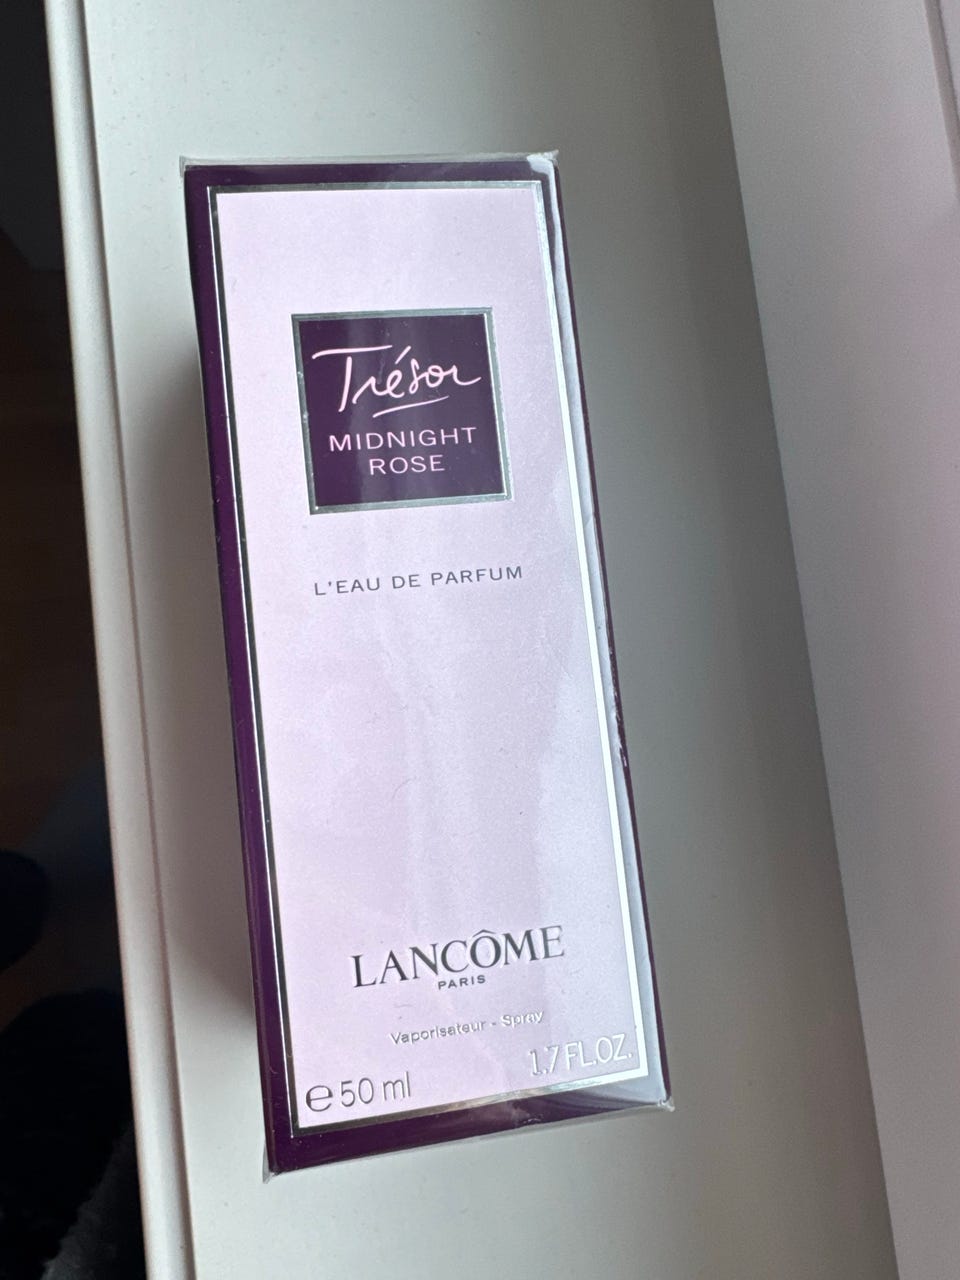 Trésor
MIDNIGHT
ROSE
L'EAU DE PARFUM
LANCÔME
PARIS
Vaporisateur - Spray
℮ 50 ml 1.7 FL.OZ.